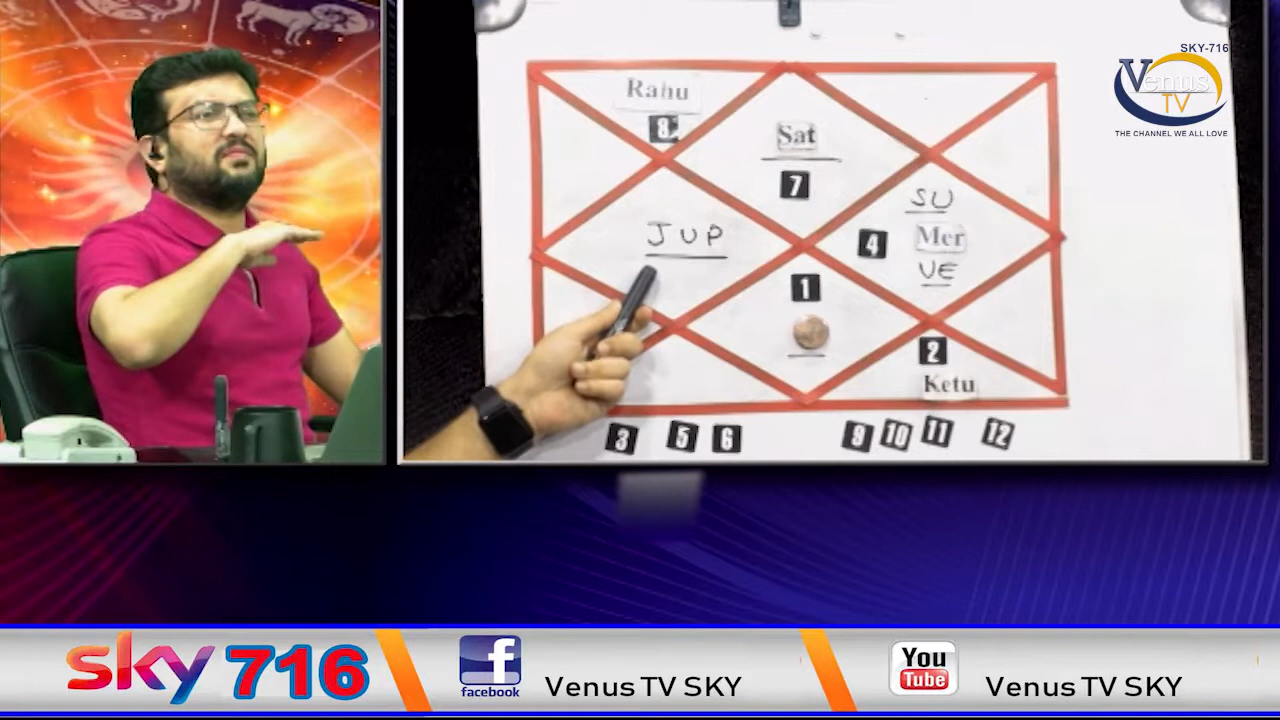 SKY-716
Venus
TV
THE CHANNEL WE ALL LOVE
Rahu
8
Sat
7
SU
4
Mer
VE
JUP
1
2
Ketu
3 5 6 9 10 11 12
sky 716
facebook
Venus TV SKY
You
Tube
Venus TV SKY